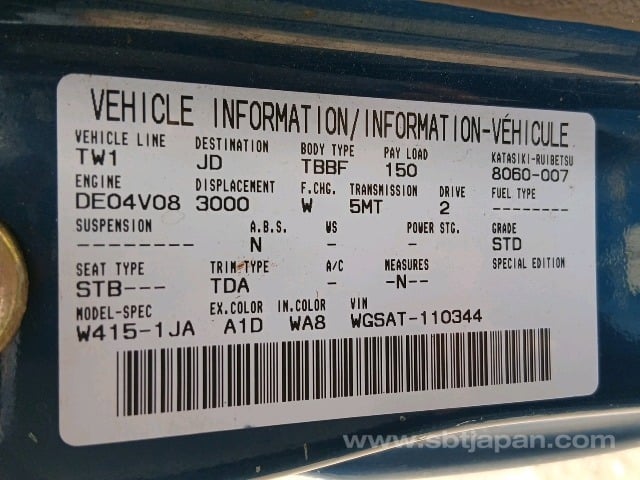 VEHICLE INFORMATION/INFORMATION-VÉHICULE
VEHICLE LINE DESTINATION BODY TYPE PAY LOAD KATASIKI-RUIBETSU
TW1 JD TBBF 150 8060-007
ENGINE DISPLACEMENT F.CHG. TRANSMISSION DRIVE FUEL TYPE
DE04V08 3000 W 5MT 2 --------
SUSPENSION A.B.S. WS POWER STG. GRADE
-------- N - - STD
SEAT TYPE TRIM TYPE A/C MEASURES SPECIAL EDITION
STB--- TDA -N--
MODEL-SPEC EX.COLOR IN.COLOR VIN
W415-1JA A1D WA8 WGSAT-110344
www.sbtjapan.com